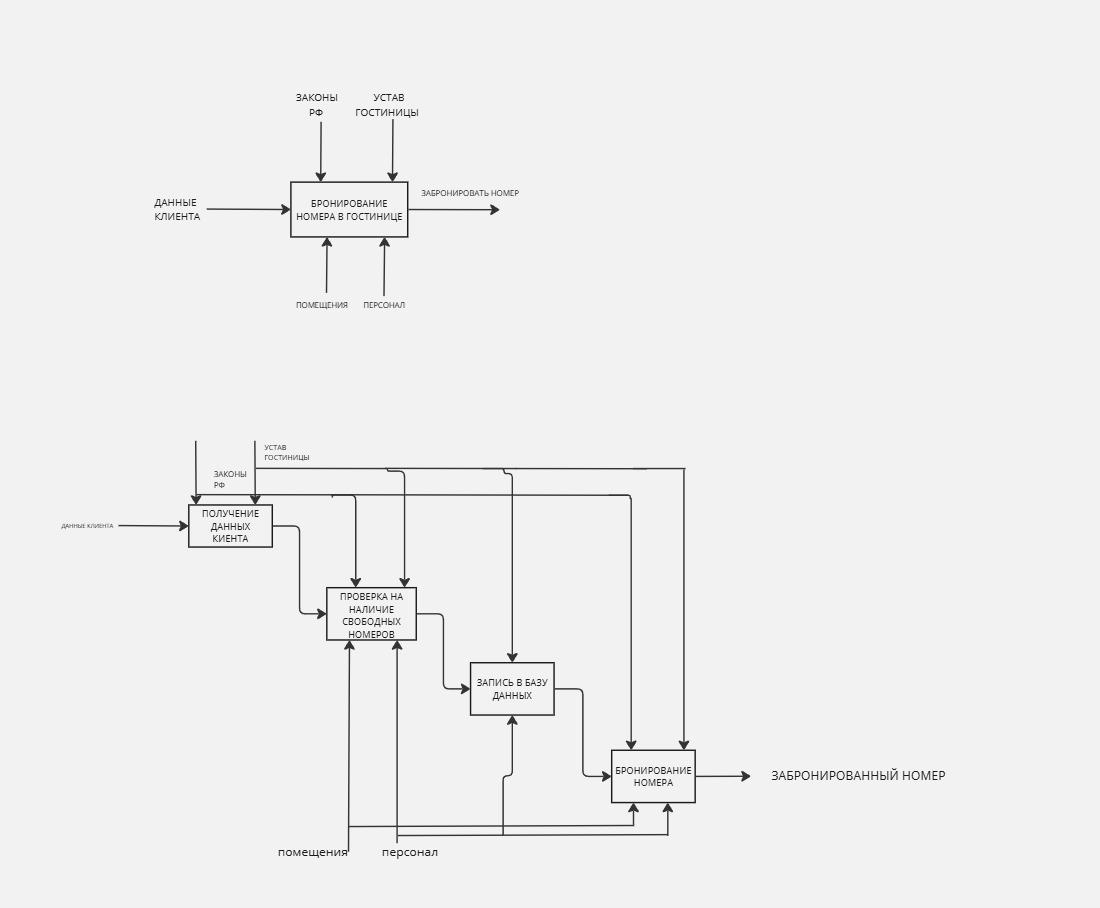 ЗАКОНЫ
РФ
УСТАВ
ГОСТИНИЦЫ
ДАННЫЕ
КЛИЕНТА
БРОНИРОВАНИЕ
НОМЕРА В ГОСТИНИЦЕ
ЗАБРОНИРОВАТЬ НОМЕР
ПОМЕЩЕНИЯ
ПЕРСОНАЛ
УСТАВ
ГОСТИНИЦЫ
ЗАКОНЫ
РФ
ДАННЫЕ КЛИЕНТА
ПОЛУЧЕНИЕ
ДАННЫХ
КИЕНТА
ПРОВЕРКА НА
НАЛИЧИЕ
СВОБОДНЫХ
НОМЕРОВ
ЗАПИСЬ В БАЗУ
ДАННЫХ
БРОНИРОВАНИЕ
НОМЕРА
ЗАБРОНИРОВАННЫЙ НОМЕР
помещения
персонал